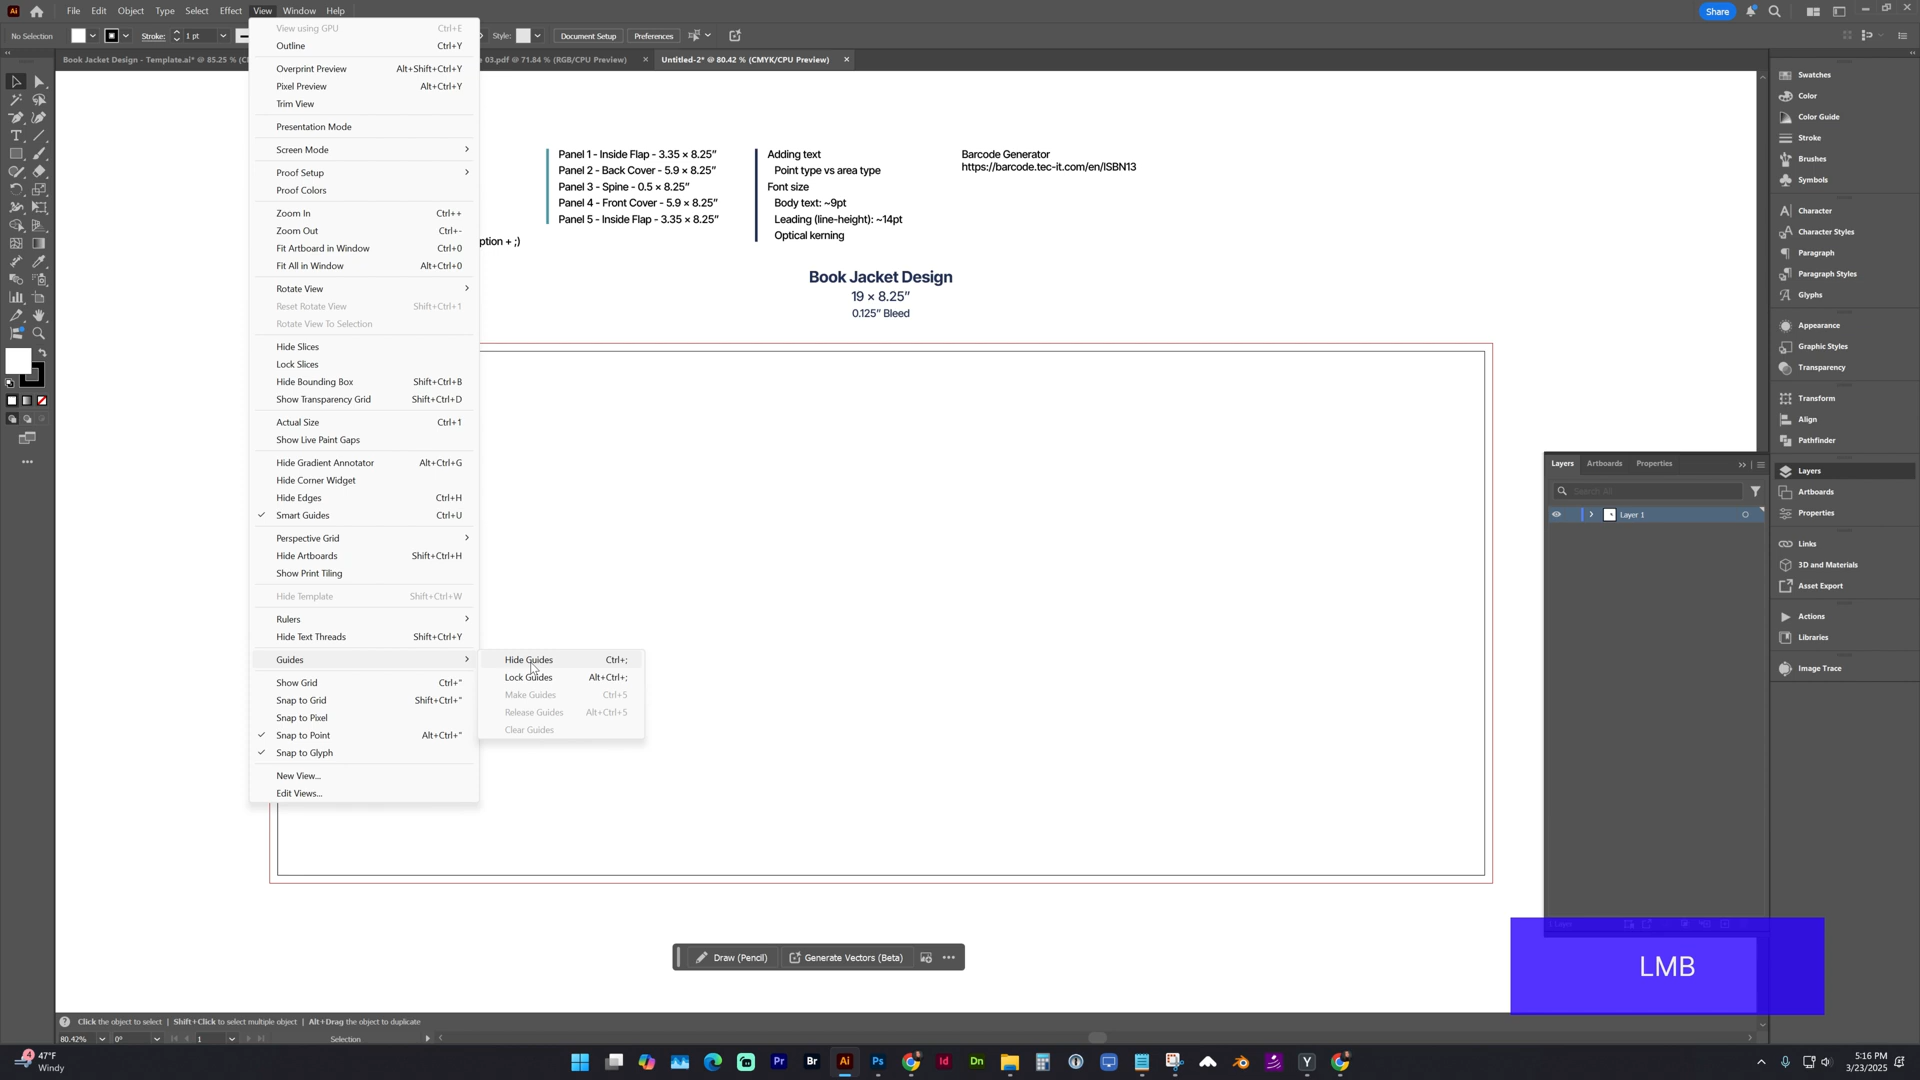 Ai File Edit Object Type Select Effect View Window Help Share
No Selection Stroke: 1 pt Style: Document Setup Preferences
Book Jacket Design - Template.ai* @ 85.25 % (C 03.pdf @ 71.84 % (RGB/CPU Preview) × Untitled-2* @ 80.42 % (CMYK/CPU Preview) ×
View using GPU Ctrl+E
Outline Ctrl+Y
Overprint Preview Alt+Shift+Ctrl+Y
Pixel Preview Alt+Ctrl+Y
Trim View
Presentation Mode
Screen Mode
Proof Setup
Proof Colors
Zoom In Ctrl++
Zoom Out Ctrl+-
Fit Artboard in Window Ctrl+0
Fit All in Window Alt+Ctrl+0
Rotate View
Reset Rotate View Shift+Ctrl+1
Rotate View To Selection
Hide Slices
Lock Slices
Hide Bounding Box Shift+Ctrl+B
Show Transparency Grid Shift+Ctrl+D
Actual Size Ctrl+1
Show Live Paint Gaps
Hide Gradient Annotator Alt+Ctrl+G
Hide Corner Widget
Hide Edges Ctrl+H
Smart Guides Ctrl+U
Perspective Grid
Hide Artboards Shift+Ctrl+H
Show Print Tiling
Hide Template Shift+Ctrl+W
Rulers
Hide Text Threads Shift+Ctrl+Y
Guides
Show Grid Ctrl+"
Snap to Grid Shift+Ctrl+"
Snap to Pixel
Snap to Point Alt+Ctrl+"
Snap to Glyph
New View...
Edit Views...
Hide Guides Ctrl+;
Lock Guides Alt+Ctrl+;
Make Guides Ctrl+5
Release Guides Alt+Ctrl+5
Clear Guides
ption + ;)
Panel 1 - Inside Flap - 3.35 × 8.25”
Panel 2 - Back Cover - 5.9 × 8.25”
Panel 3 - Spine - 0.5 × 8.25”
Panel 4 - Front Cover - 5.9 × 8.25”
Panel 5 - Inside Flap - 3.35 × 8.25”
Adding text
Point type vs area type
Font size
Body text: ~9pt
Leading (line-height): ~14pt
Optical kerning
Barcode Generator
https://barcode.tec-it.com/en/ISBN13
Book Jacket Design
19 × 8.25”
0.125” Bleed
Layers Artboards Properties
Search All
Layer 1
1 Layer
Swatches
Color
Color Guide
Stroke
Brushes
Symbols
Character
Character Styles
Paragraph
Paragraph Styles
Glyphs
Appearance
Graphic Styles
Transparency
Transform
Align
Pathfinder
Layers
Artboards
Properties
Links
3D and Materials
Asset Export
Actions
Libraries
Image Trace
Draw (Pencil) Generate Vectors (Beta)
LMB
Click the object to select | Shift+Click to select multiple object | Alt+Drag the object to duplicate
80.42% 0° 1 Selection
4 47°F
Windy
Pr Br Ai Ps Id Dn Y
5:16 PM
3/23/2025